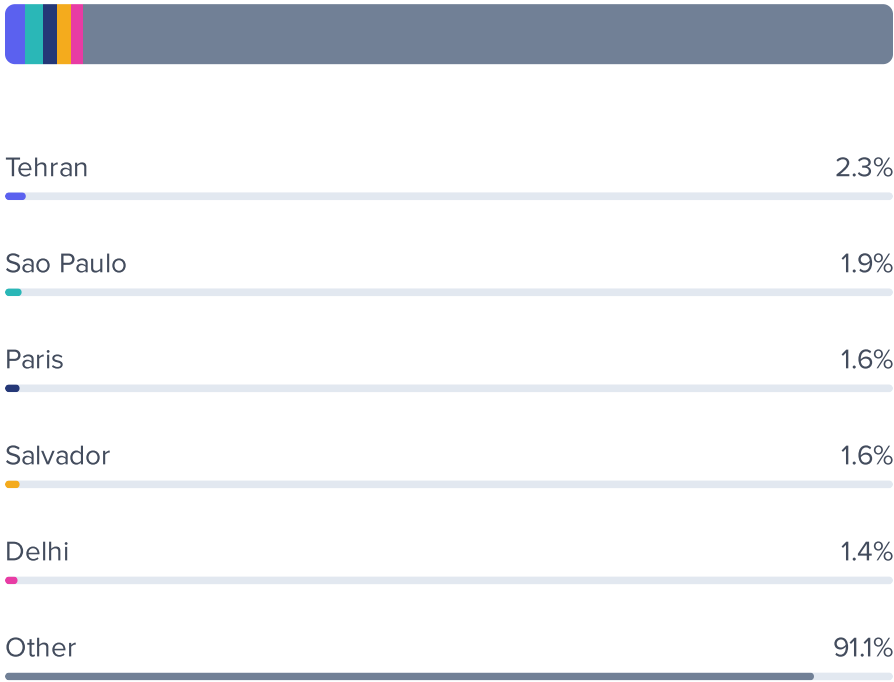 Tehran 2.3%
Sao Paulo 1.9%
Paris 1.6%
Salvador 1.6%
Delhi 1.4%
Other 91.1%